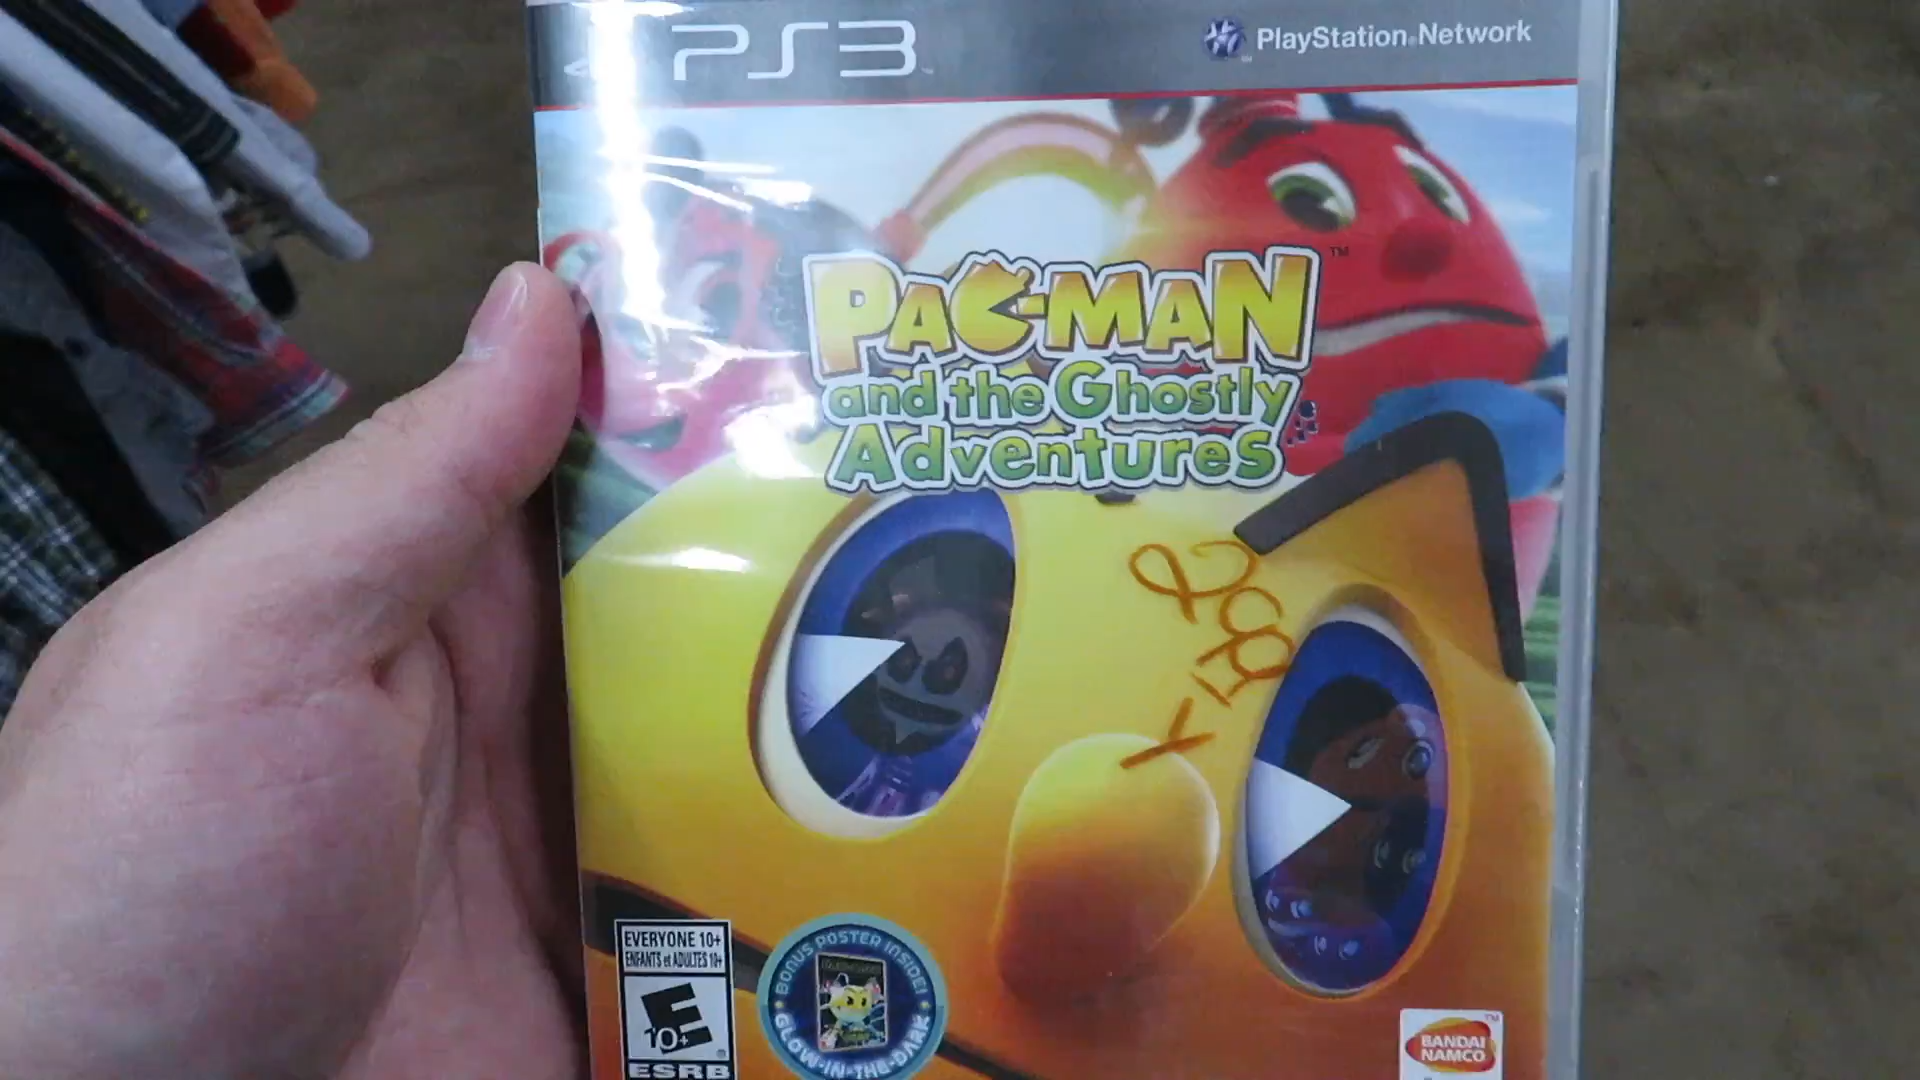 PS3
PlayStation Network
PAC-MAN™
and the Ghostly
Adventures
EVERYONE 10+
ENFANTS et ADULTES 10+
E
10+
ESRB
BONUS POSTER INSIDE!
GLOW-IN-THE-DARK
BANDAI
NAMCO